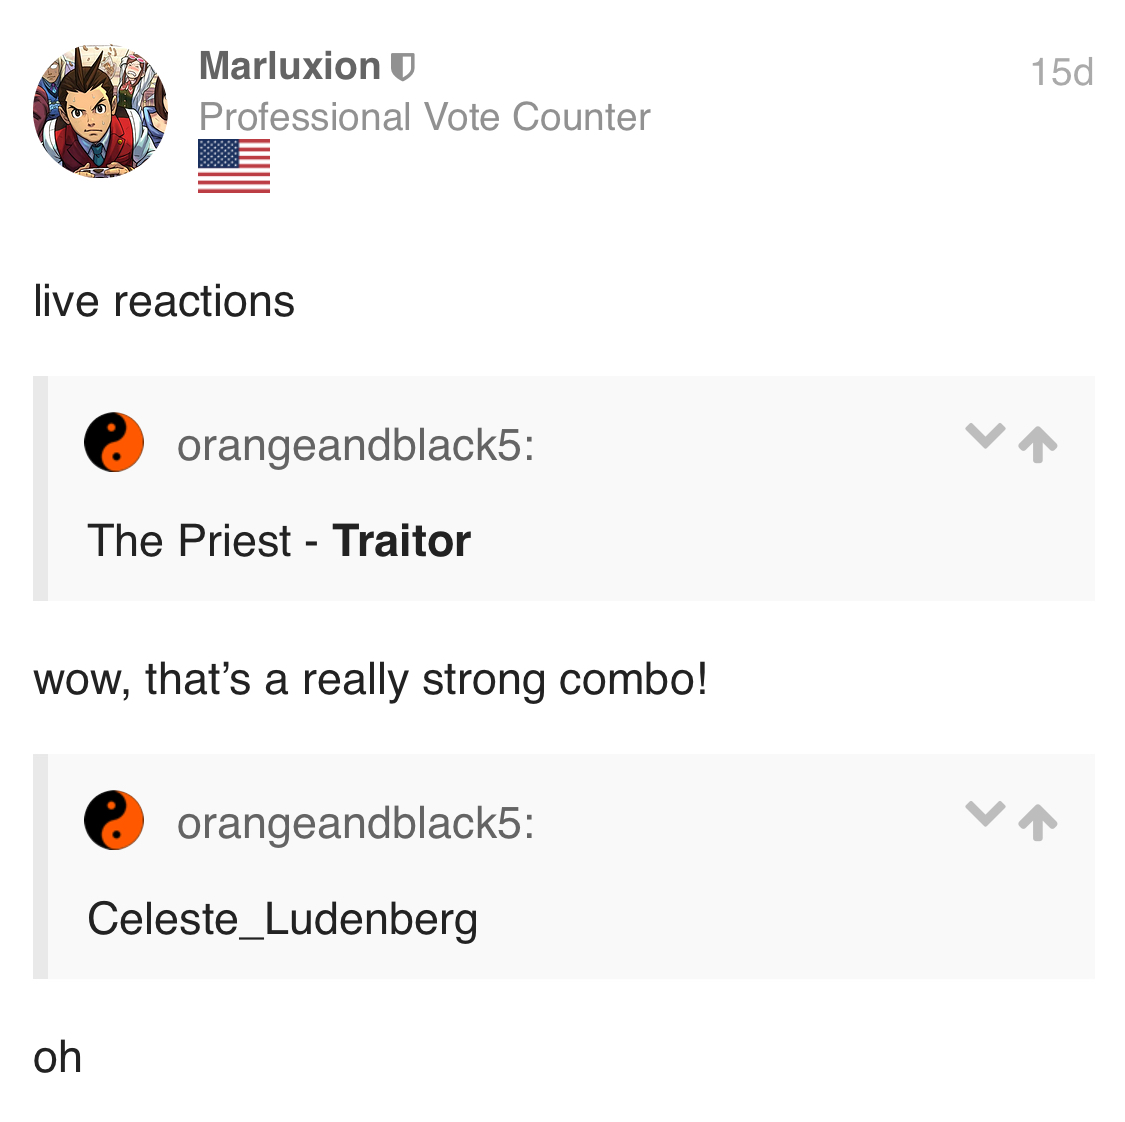 Marluxion
15d
Professional Vote Counter
live reactions
orangeandblack5:
The Priest - Traitor
wow, that’s a really strong combo!
orangeandblack5:
Celeste_Ludenberg
oh